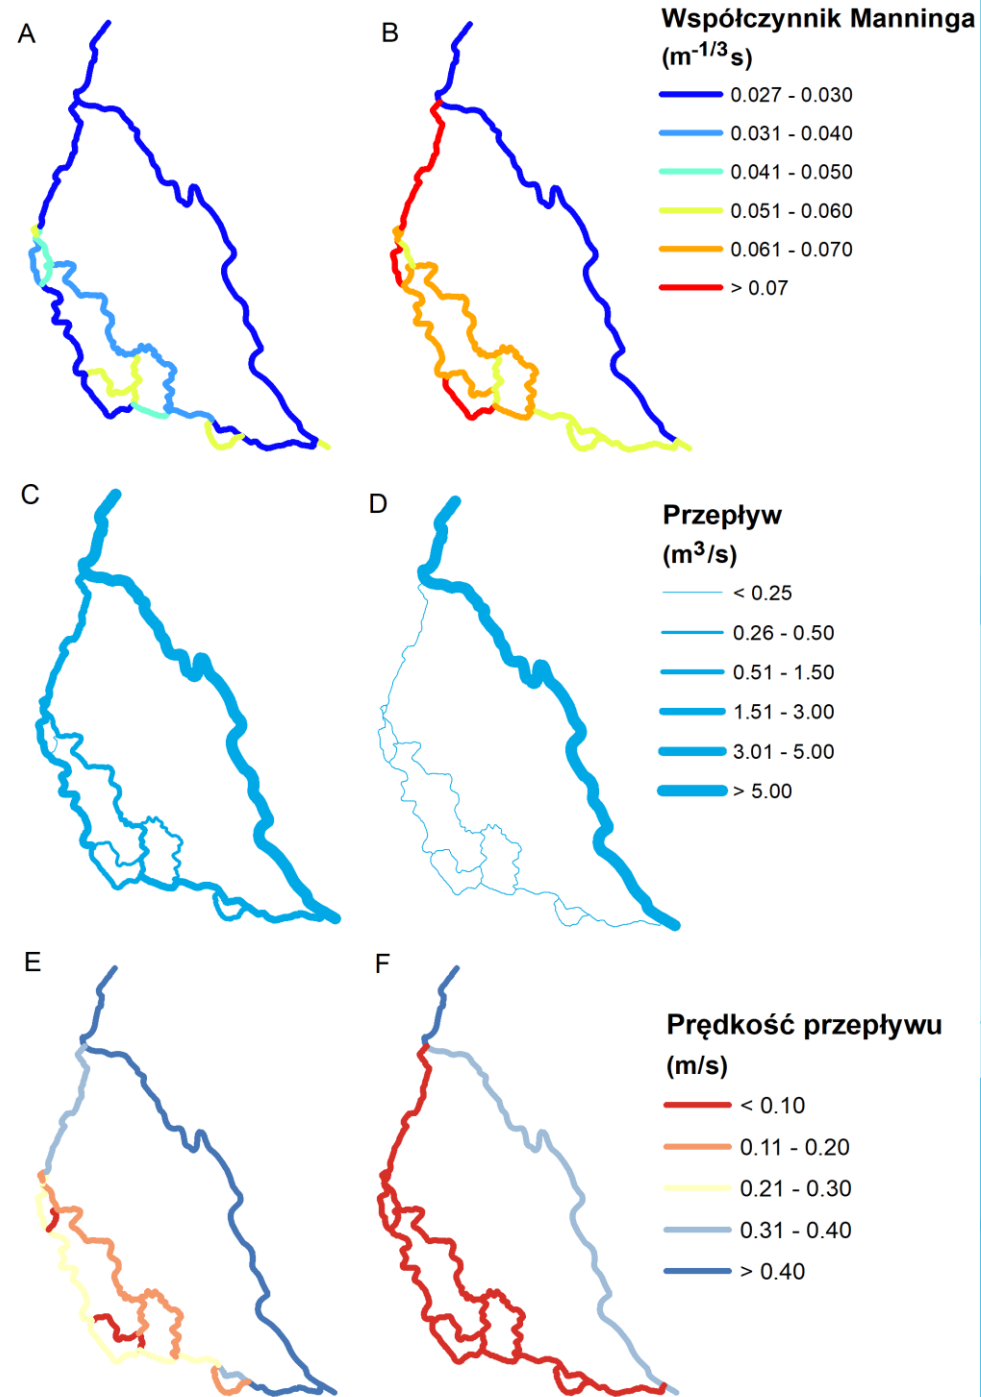 A
B
Współczynnik Manninga
(m-1/3s)
0.027 - 0.030
0.031 - 0.040
0.041 - 0.050
0.051 - 0.060
0.061 - 0.070
> 0.07
C
D
Przepływ
(m3/s)
< 0.25
0.26 - 0.50
0.51 - 1.50
1.51 - 3.00
3.01 - 5.00
> 5.00
E
F
Prędkość przepływu
(m/s)
< 0.10
0.11 - 0.20
0.21 - 0.30
0.31 - 0.40
> 0.40